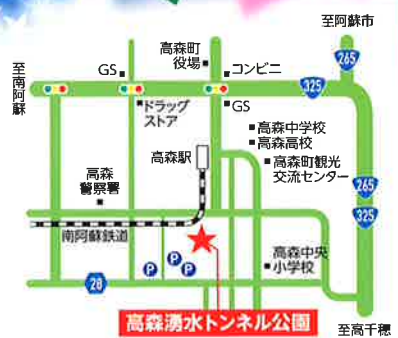 至阿蘇市
高森町
役場
コンビニ
GS
265
至南阿蘇
325
ドラッグ
ストア
GS
高森中学校
高森高校
高森駅
高森町観光
交流センター
高森
警察署
265
325
南阿蘇鉄道
高森中央
小学校
P
P
P
28
高森湧水トンネル公園
至高千穂